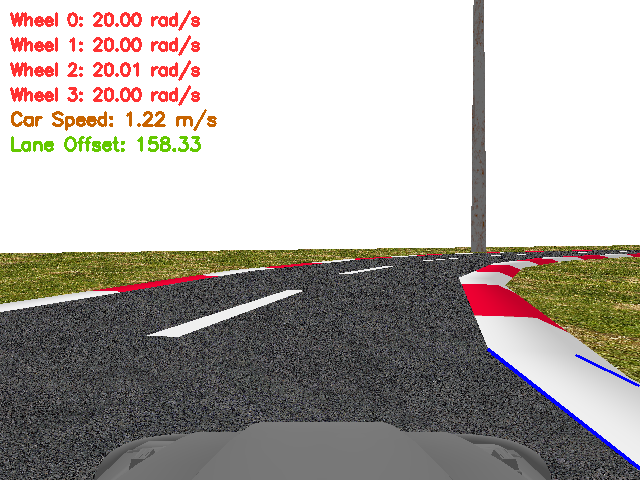 Wheel 0: 20.00 rad/s
Wheel 1: 20.00 rad/s
Wheel 2: 20.01 rad/s
Wheel 3: 20.00 rad/s
Car Speed: 1.22 m/s
Lane Offset: 158.33